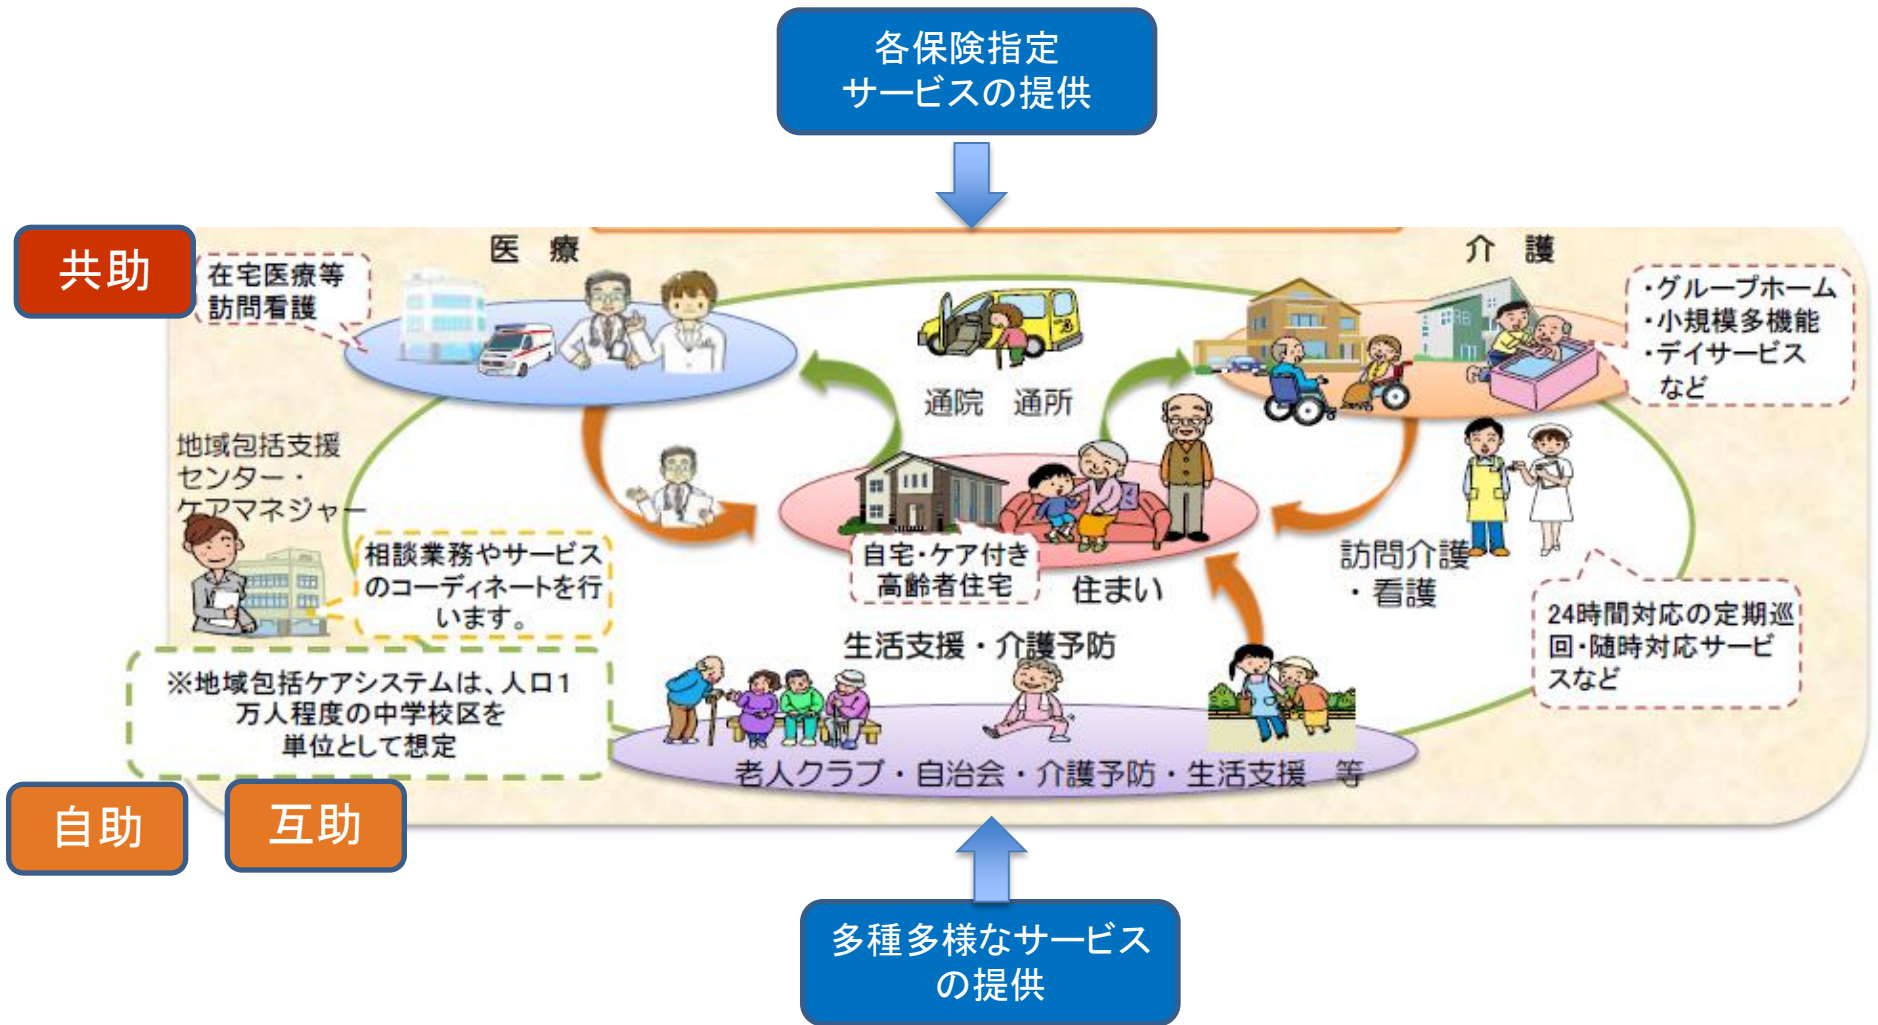 各保険指定
サービスの提供
共助
医　療
介　護
在宅医療等
訪問看護
・グループホーム
・小規模多機能
・デイサービス
など
通院　通所
地域包括支援
センター・
ケアマネジャー
相談業務やサービス
のコーディネートを行
います。
自宅・ケア付き
高齢者住宅
住まい
訪問介護
・看護
24時間対応の定期巡
回・随時対応サービ
スなど
生活支援・介護予防
※地域包括ケアシステムは、人口1
万人程度の中学校区を
単位として想定
老人クラブ・自治会・介護予防・生活支援　等
自助
互助
多種多様なサービス
の提供